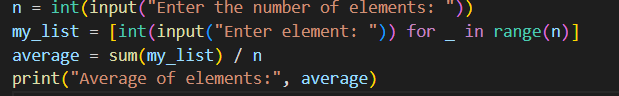 n = int(input("Enter the number of elements: "))
my_list = [int(input("Enter element: ")) for _ in range(n)]
average = sum(my_list) / n
print("Average of elements:", average)